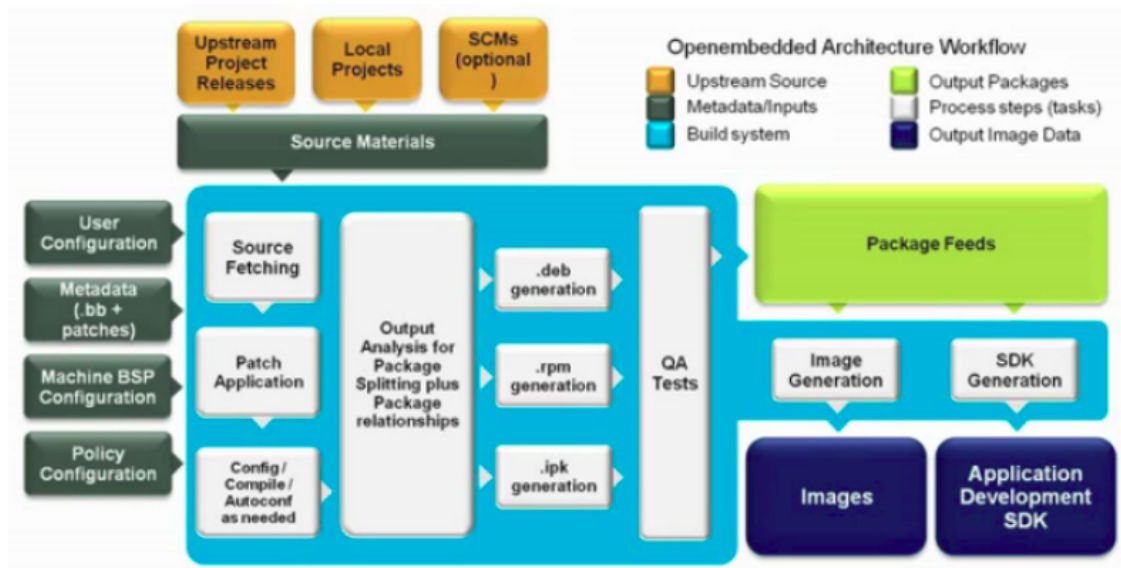 Upstream
Project
Releases
Local
Projects
SCMs
(optional
)
Openembedded Architecture Workflow
Upstream Source
Output Packages
Metadata/Inputs
Process steps (tasks)
Build system
Output Image Data
Source Materials
User
Configuration
Metadata
(.bb +
patches)
Machine BSP
Configuration
Policy
Configuration
Source
Fetching
Patch
Application
Config /
Compile /
Autoconf
as needed
Output
Analysis for
Package
Splitting plus
Package
relationships
.deb
generation
.rpm
generation
.ipk
generation
QA
Tests
Package Feeds
Image
Generation
SDK
Generation
Images
Application
Development
SDK